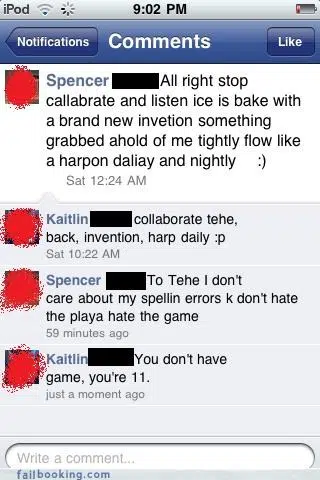 iPod 9:02 PM
Notifications Comments Like
Spencer All right stop
callabrate and listen ice is bake with
a brand new invetion something
grabbed ahold of me tightly flow like
a harpon daliay and nightly :)
Sat 12:24 AM
Kaitlin collaborate tehe,
back, invention, harp daily :p
Sat 10:22 AM
Spencer To Tehe I don't
care about my spellin errors k don't hate
the playa hate the game
59 minutes ago
Kaitlin You don't have
game, you're 11.
just a moment ago
Write a comment...
failbooking.com